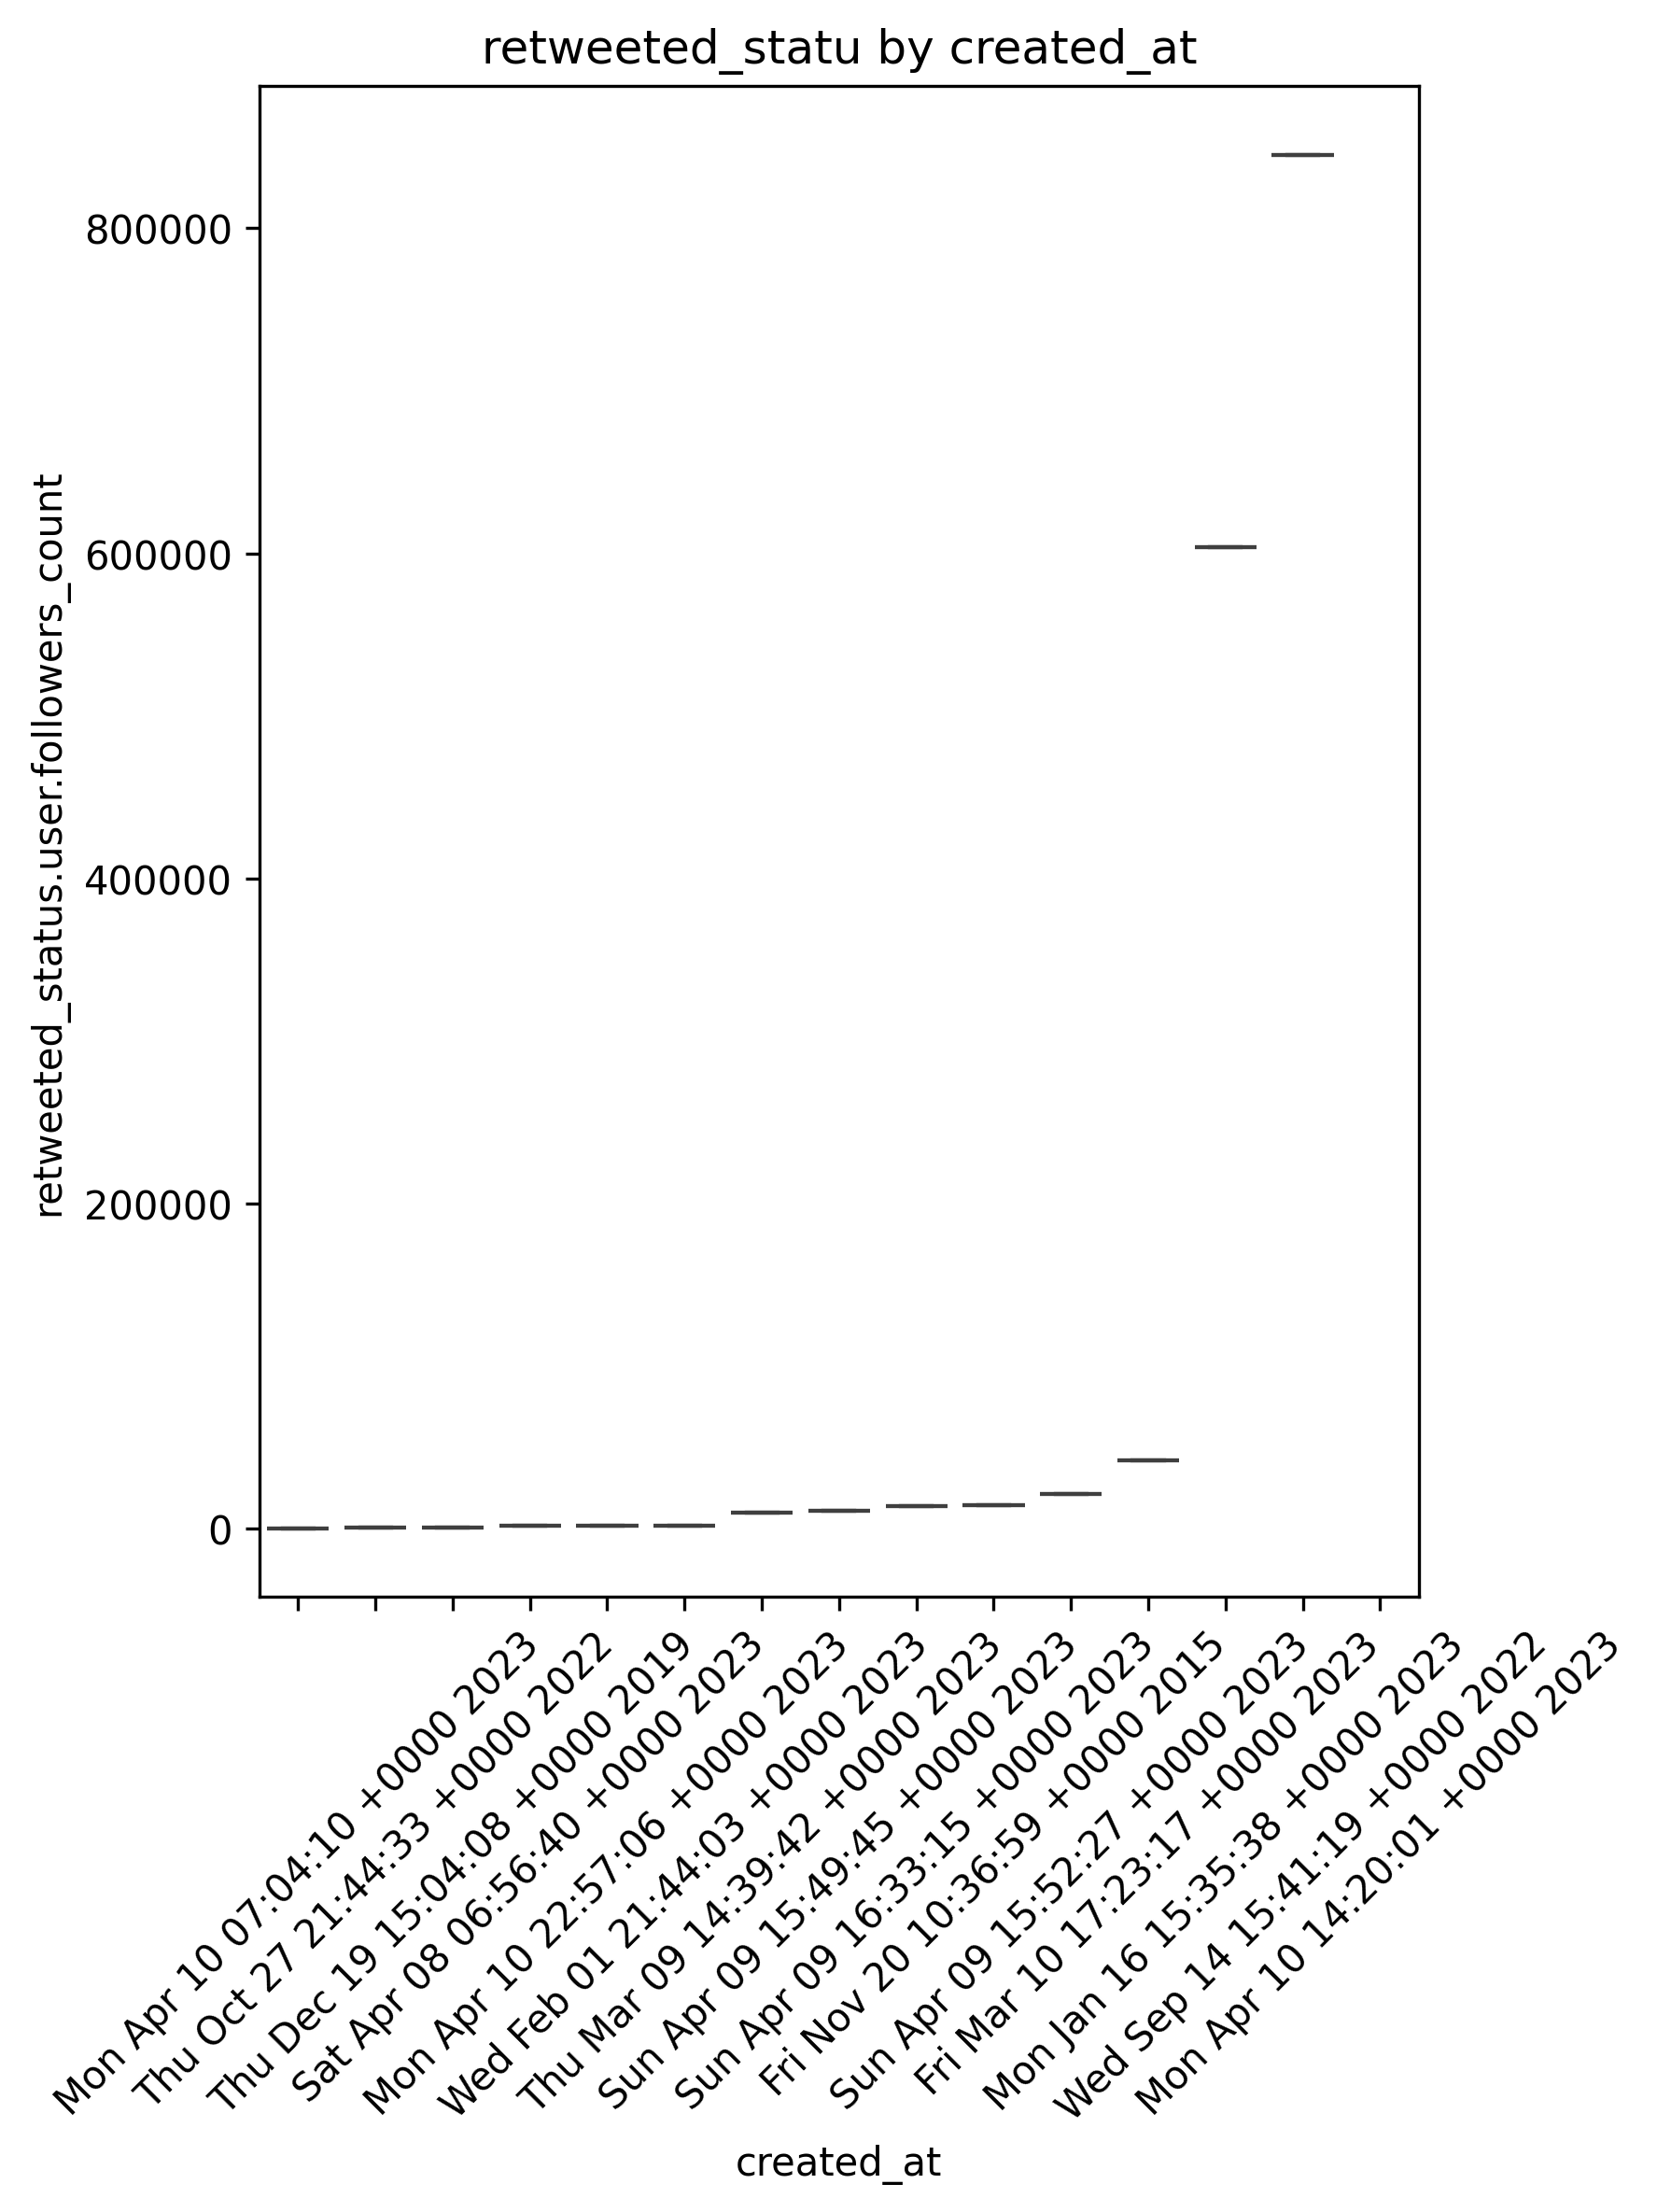 retweeted_statu by created_at
retweeted_status.user.followers_count
800000
600000
400000
200000
0
Mon Apr 10 07:04:10 +0000 2023
Thu Oct 27 21:44:33 +0000 2022
Thu Dec 19 15:04:08 +0000 2019
Sat Apr 08 06:56:40 +0000 2023
Mon Apr 10 22:57:06 +0000 2023
Wed Feb 01 21:44:03 +0000 2023
Thu Mar 09 14:39:42 +0000 2023
Sun Apr 09 15:49:45 +0000 2023
Sun Apr 09 16:33:15 +0000 2023
Fri Nov 20 10:36:59 +0000 2015
Sun Apr 09 15:52:27 +0000 2023
Fri Mar 10 17:23:17 +0000 2023
Mon Jan 16 15:35:38 +0000 2023
Wed Sep 14 15:41:19 +0000 2022
Mon Apr 10 14:20:01 +0000 2023
created_at